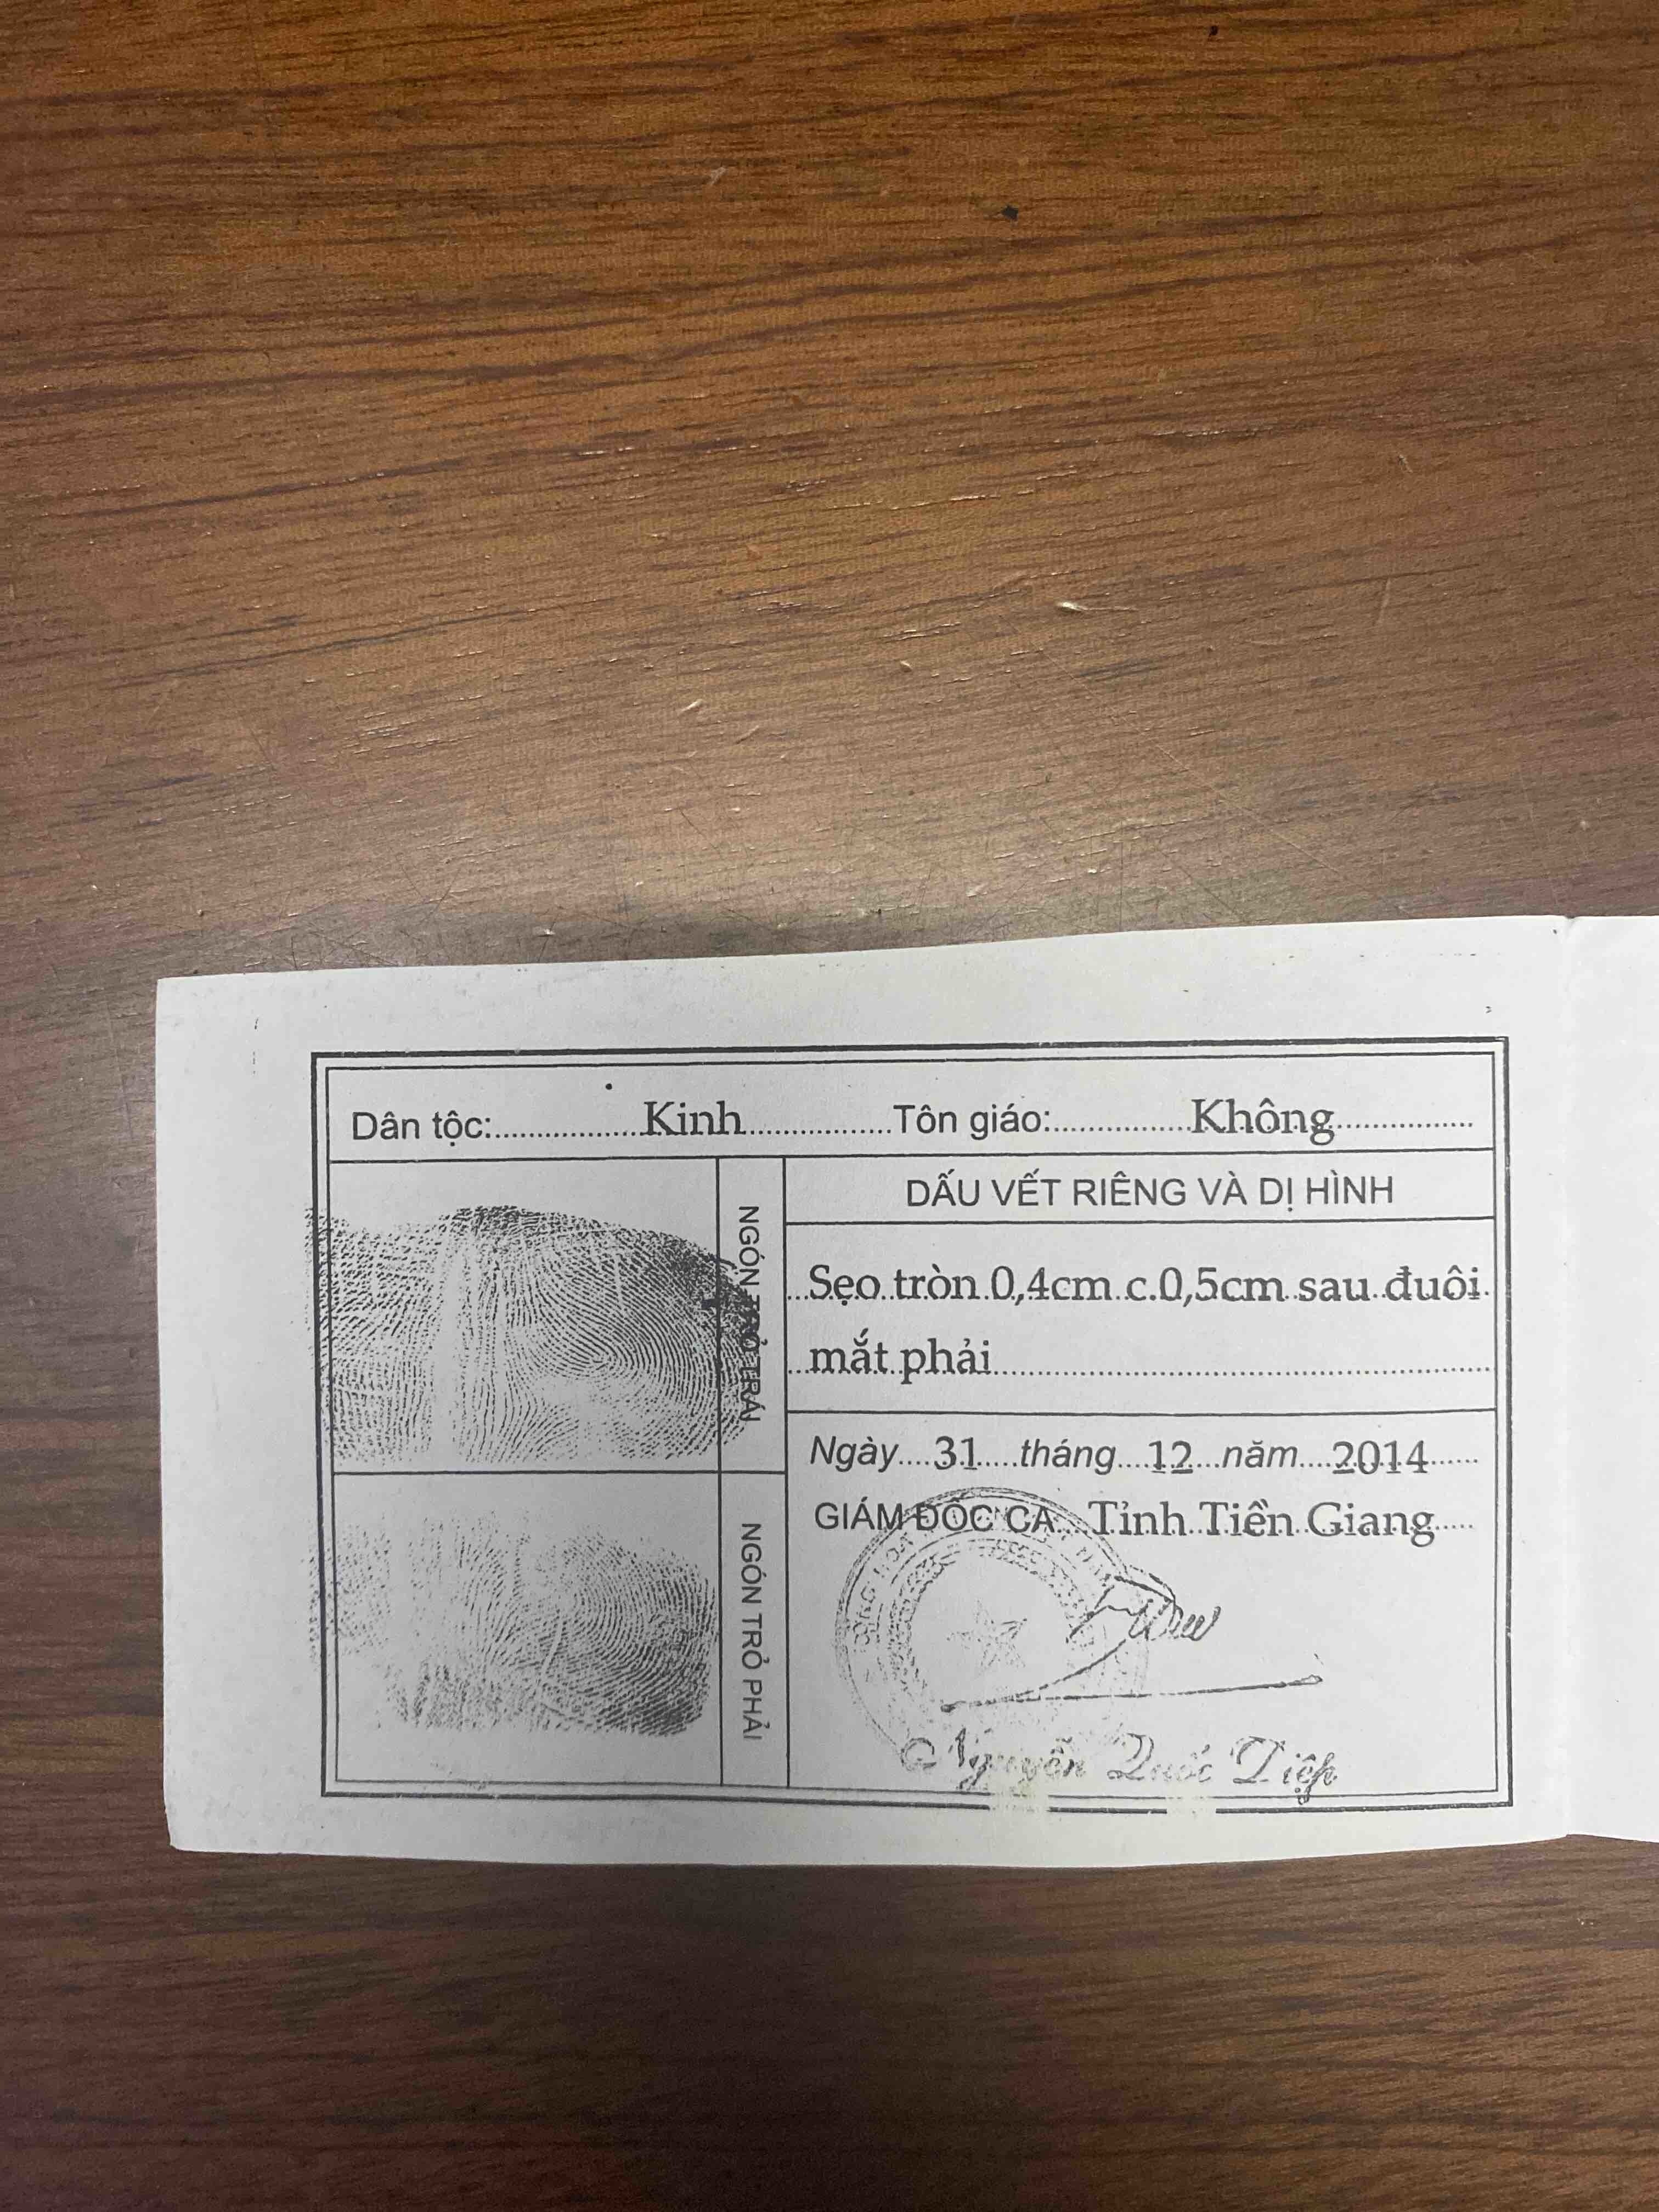 Dân tộc: Kinh Tôn giáo: Không
NGÓN TRỎ TRÁI
NGÓN TRỎ PHẢI
DẤU VẾT RIÊNG VÀ DỊ HÌNH
Sẹo tròn 0,4cm c.0,5cm sau đuôi
mắt phải
Ngày 31 tháng 12 năm 2014
GIÁM ĐỐC CA Tỉnh Tiền Giang
Nguyễn Quốc Diệp